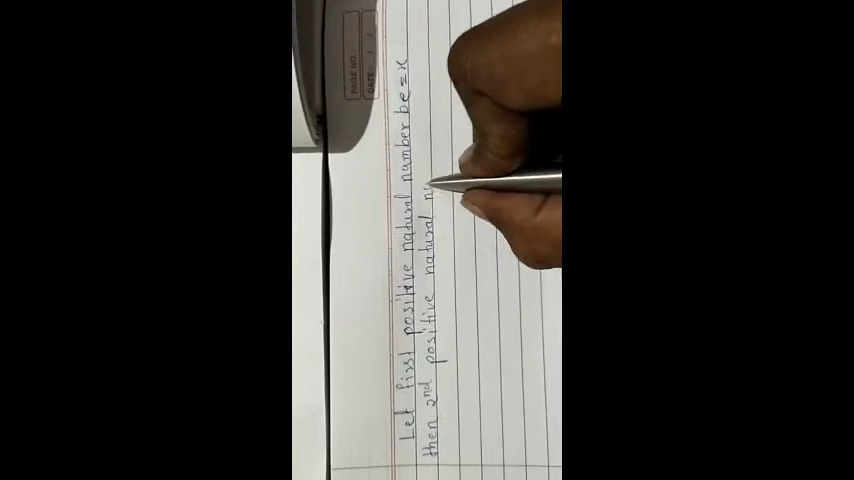 PAGE NO.:
DATE: / /
Let first positive natural number be = x
then 2nd positive natural